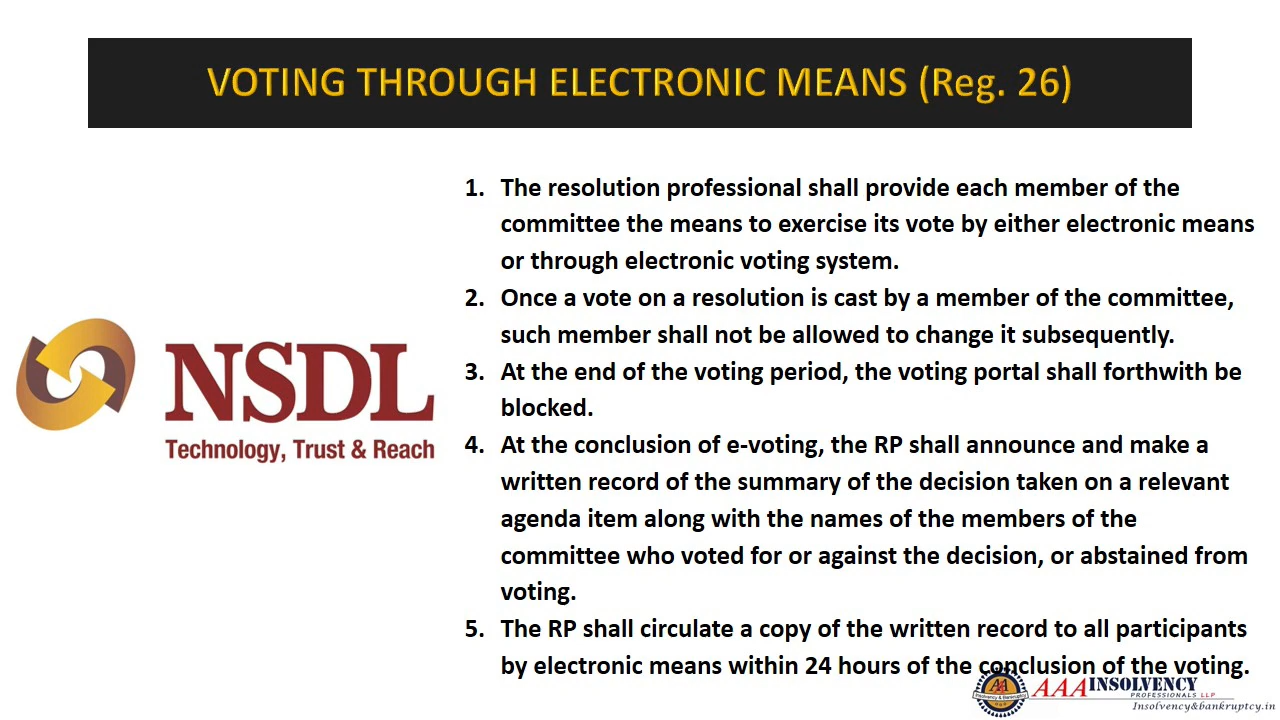 VOTING THROUGH ELECTRONIC MEANS (Reg. 26)
1. The resolution professional shall provide each member of the
committee the means to exercise its vote by either electronic means
or through electronic voting system.
2. Once a vote on a resolution is cast by a member of the committee,
such member shall not be allowed to change it subsequently.
3. At the end of the voting period, the voting portal shall forthwith be
blocked.
4. At the conclusion of e-voting, the RP shall announce and make a
written record of the summary of the decision taken on a relevant
agenda item along with the names of the members of the
committee who voted for or against the decision, or abstained from
voting.
5. The RP shall circulate a copy of the written record to all participants
by electronic means within 24 hours of the conclusion of the voting.
NSDL
Technology, Trust & Reach
AAA INSOLVENCY
PROFESSIONALS LLP
Insolvency&bankruptcy.in